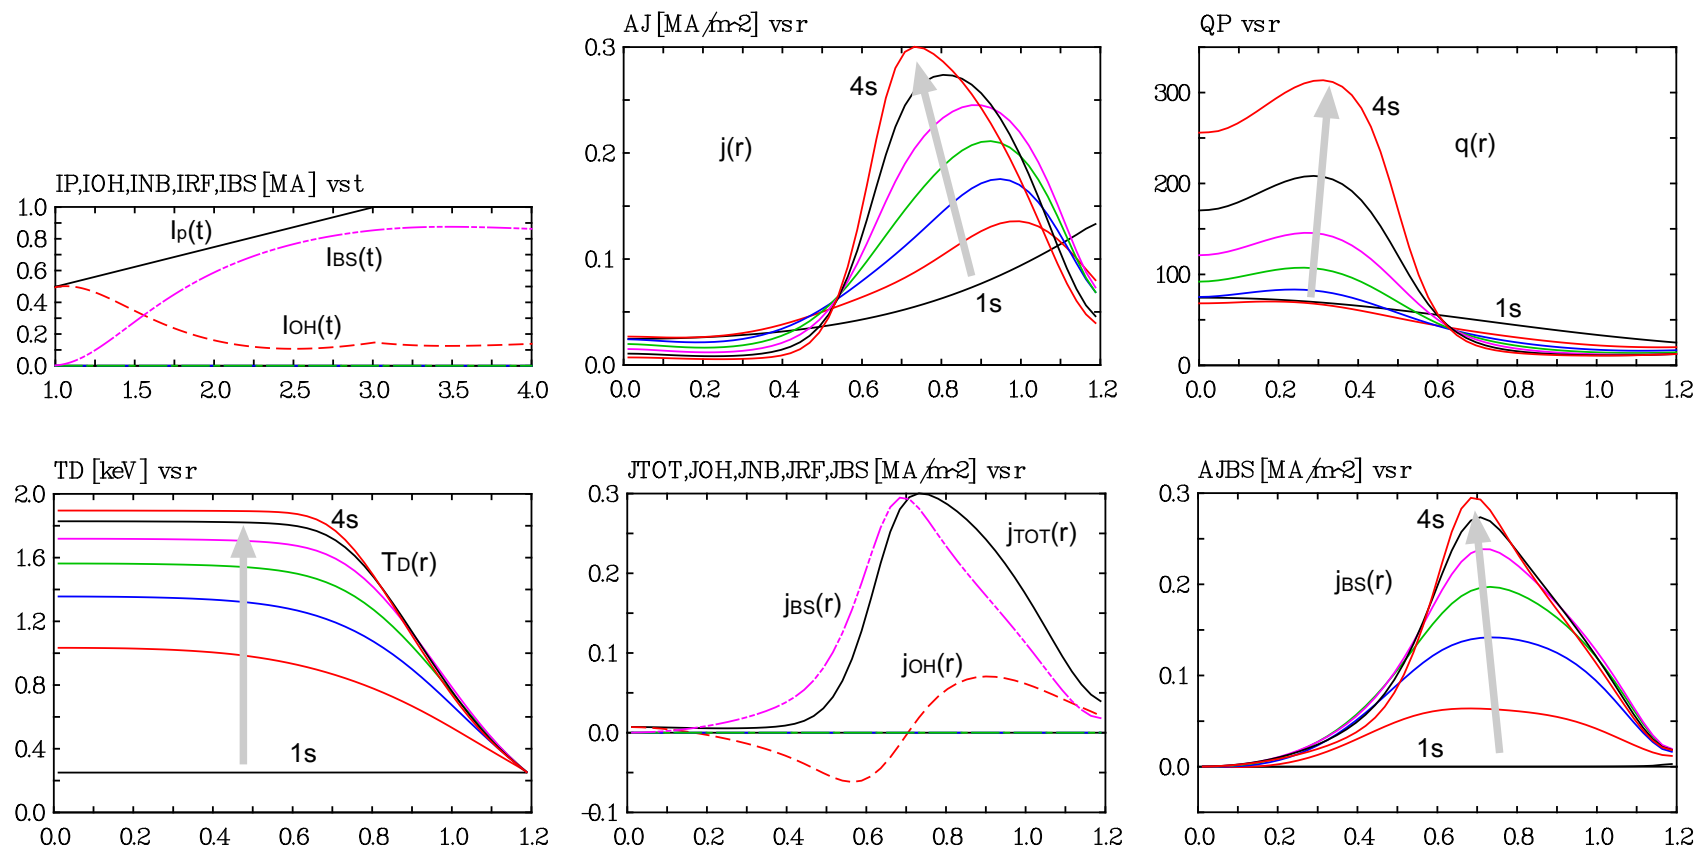 IP,IOH,INB,IRF,IBS[MA] vst
1.0
0.8
0.6
0.4
0.2
0.0
Ip(t)
IBS(t)
IOH(t)
1.0 1.5 2.0 2.5 3.0 3.5 4.0
AJ[MA/m~2] vsr
0.3
0.2
0.1
0.0
4s
j(r)
1s
0.0 0.2 0.4 0.6 0.8 1.0 1.2
QP vsr
300
200
100
0
4s
q(r)
1s
0.0 0.2 0.4 0.6 0.8 1.0 1.2
TD[keV] vsr
2.0
1.6
1.2
0.8
0.4
0.0
4s
TD(r)
1s
0.0 0.2 0.4 0.6 0.8 1.0 1.2
JTOT,JOH,JNB,JRF,JBS[MA/m~2] vsr
0.3
0.2
0.1
0.0
-0.1
jTOT(r)
jBS(r)
jOH(r)
0.0 0.2 0.4 0.6 0.8 1.0 1.2
AJBS[MA/m~2] vsr
0.3
0.2
0.1
0.0
4s
jBS(r)
1s
0.0 0.2 0.4 0.6 0.8 1.0 1.2